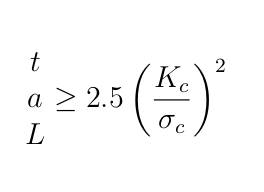 t
a ≥ 2.5 (K_c / σ_c)^2
L